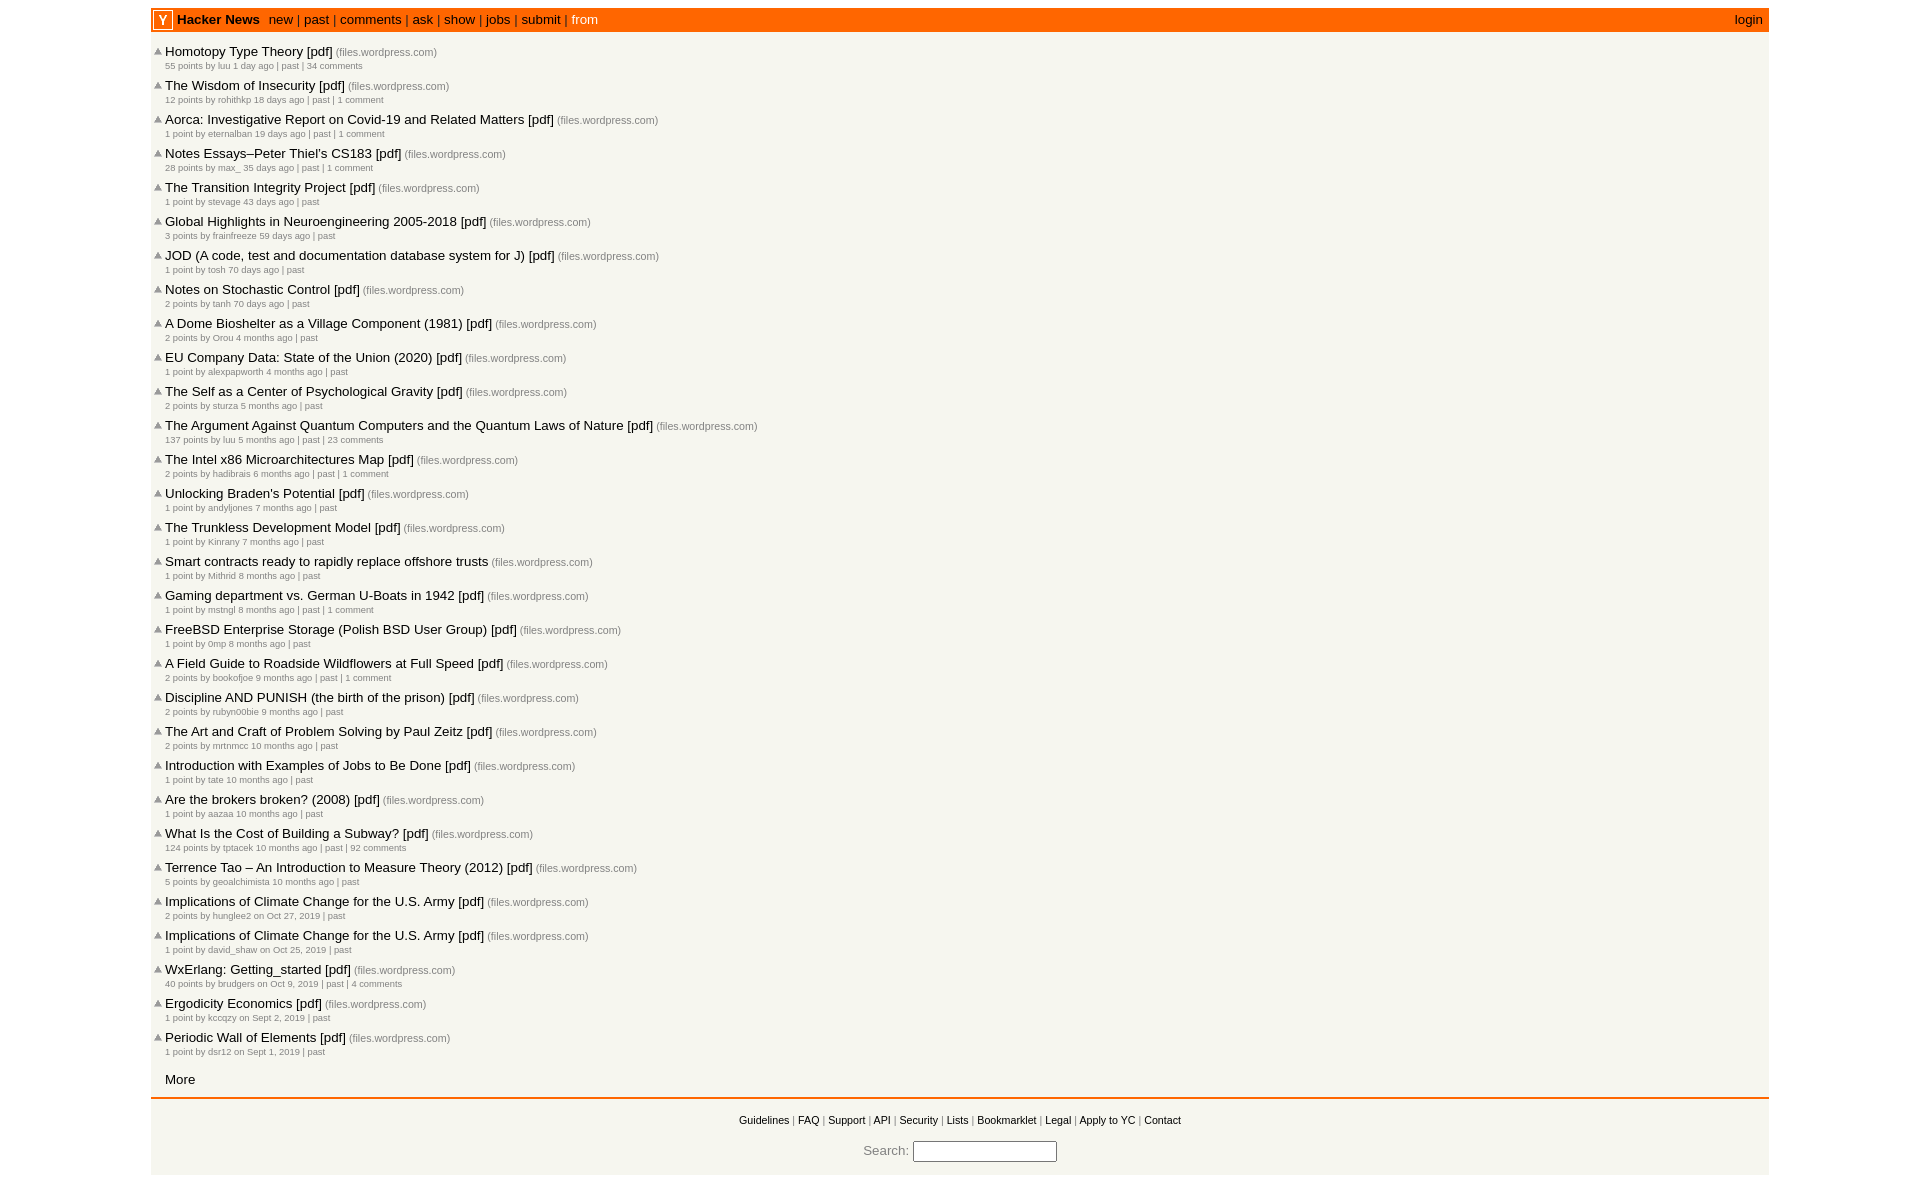 Y Hacker News new | past | comments | ask | show | jobs | submit | from login
Homotopy Type Theory [pdf] (files.wordpress.com)
55 points by luu 1 day ago | past | 34 comments
The Wisdom of Insecurity [pdf] (files.wordpress.com)
12 points by rohithkp 18 days ago | past | 1 comment
Aorca: Investigative Report on Covid-19 and Related Matters [pdf] (files.wordpress.com)
1 point by eternalban 19 days ago | past | 1 comment
Notes Essays–Peter Thiel's CS183 [pdf] (files.wordpress.com)
28 points by max_ 35 days ago | past | 1 comment
The Transition Integrity Project [pdf] (files.wordpress.com)
1 point by stevage 43 days ago | past
Global Highlights in Neuroengineering 2005-2018 [pdf] (files.wordpress.com)
3 points by frainfreeze 59 days ago | past
JOD (A code, test and documentation database system for J) [pdf] (files.wordpress.com)
1 point by tosh 70 days ago | past
Notes on Stochastic Control [pdf] (files.wordpress.com)
2 points by tanh 70 days ago | past
A Dome Bioshelter as a Village Component (1981) [pdf] (files.wordpress.com)
2 points by Orou 4 months ago | past
EU Company Data: State of the Union (2020) [pdf] (files.wordpress.com)
1 point by alexpapworth 4 months ago | past
The Self as a Center of Psychological Gravity [pdf] (files.wordpress.com)
2 points by sturza 5 months ago | past
The Argument Against Quantum Computers and the Quantum Laws of Nature [pdf] (files.wordpress.com)
137 points by luu 5 months ago | past | 23 comments
The Intel x86 Microarchitectures Map [pdf] (files.wordpress.com)
2 points by hadibrais 6 months ago | past | 1 comment
Unlocking Braden's Potential [pdf] (files.wordpress.com)
1 point by andyljones 7 months ago | past
The Trunkless Development Model [pdf] (files.wordpress.com)
1 point by Kinrany 7 months ago | past
Smart contracts ready to rapidly replace offshore trusts (files.wordpress.com)
1 point by Mithrid 8 months ago | past
Gaming department vs. German U-Boats in 1942 [pdf] (files.wordpress.com)
1 point by mstngl 8 months ago | past | 1 comment
FreeBSD Enterprise Storage (Polish BSD User Group) [pdf] (files.wordpress.com)
1 point by 0mp 8 months ago | past
A Field Guide to Roadside Wildflowers at Full Speed [pdf] (files.wordpress.com)
2 points by bookofjoe 9 months ago | past | 1 comment
Discipline AND PUNISH (the birth of the prison) [pdf] (files.wordpress.com)
2 points by rubyn00bie 9 months ago | past
The Art and Craft of Problem Solving by Paul Zeitz [pdf] (files.wordpress.com)
2 points by mrtnmcc 10 months ago | past
Introduction with Examples of Jobs to Be Done [pdf] (files.wordpress.com)
1 point by tate 10 months ago | past
Are the brokers broken? (2008) [pdf] (files.wordpress.com)
1 point by aazaa 10 months ago | past
What Is the Cost of Building a Subway? [pdf] (files.wordpress.com)
124 points by tptacek 10 months ago | past | 92 comments
Terrence Tao – An Introduction to Measure Theory (2012) [pdf] (files.wordpress.com)
5 points by geoalchimista 10 months ago | past
Implications of Climate Change for the U.S. Army [pdf] (files.wordpress.com)
2 points by hunglee2 on Oct 27, 2019 | past
Implications of Climate Change for the U.S. Army [pdf] (files.wordpress.com)
1 point by david_shaw on Oct 25, 2019 | past
WxErlang: Getting_started [pdf] (files.wordpress.com)
40 points by brudgers on Oct 9, 2019 | past | 4 comments
Ergodicity Economics [pdf] (files.wordpress.com)
1 point by kccqzy on Sept 2, 2019 | past
Periodic Wall of Elements [pdf] (files.wordpress.com)
1 point by dsr12 on Sept 1, 2019 | past
More
Guidelines | FAQ | Support | API | Security | Lists | Bookmarklet | Legal | Apply to YC | Contact
Search: